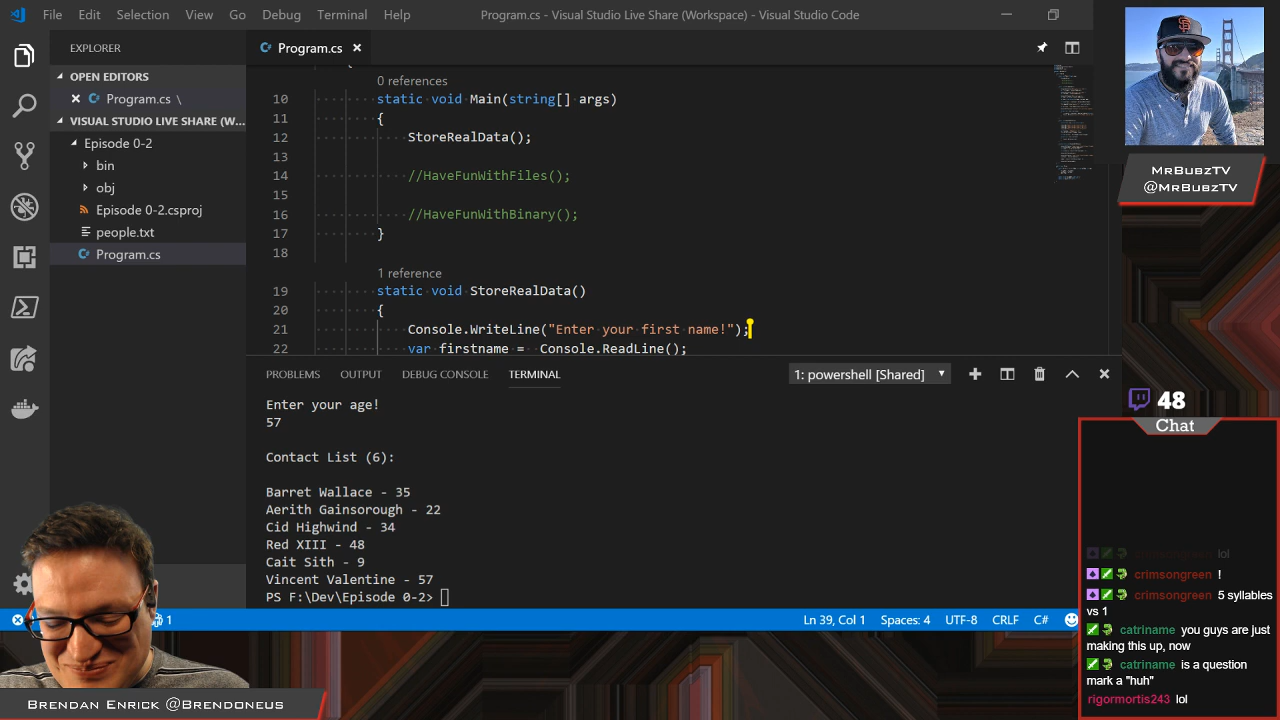 File Edit Selection View Go Debug Terminal Help
Program.cs - Visual Studio Live Share (Workspace) - Visual Studio Code
EXPLORER
OPEN EDITORS
Program.cs \
VISUAL STUDIO LIVE SHARE (W...
Episode 0-2
bin
obj
Episode 0-2.csproj
people.txt
Program.cs
Program.cs
0 references
10 static void Main(string[] args)
11 {
12 StoreRealData();
13
14 //HaveFunWithFiles();
15
16 //HaveFunWithBinary();
17 }
18
1 reference
19 static void StoreRealData()
20 {
21 Console.WriteLine("Enter your first name!");
22 var firstname = Console.ReadLine();
PROBLEMS OUTPUT DEBUG CONSOLE TERMINAL
1: powershell [Shared]
Enter your age!
57
Contact List (6):
Barret Wallace - 35
Aerith Gainsorough - 22
Cid Highwind - 34
Red XIII - 48
Cait Sith - 9
Vincent Valentine - 57
PS F:\Dev\Episode 0-2>
1
Ln 39, Col 1 Spaces: 4 UTF-8 CRLF C#
MrBubzTV
@MrBubzTV
48
Chat
lol
crimsongreen !
crimsongreen 5 syllables
vs 1
catriname you guys are just
making this up, now
catriname is a question
mark a "huh"
rigormortis243 lol
Brendan Enrick @Brendoneus